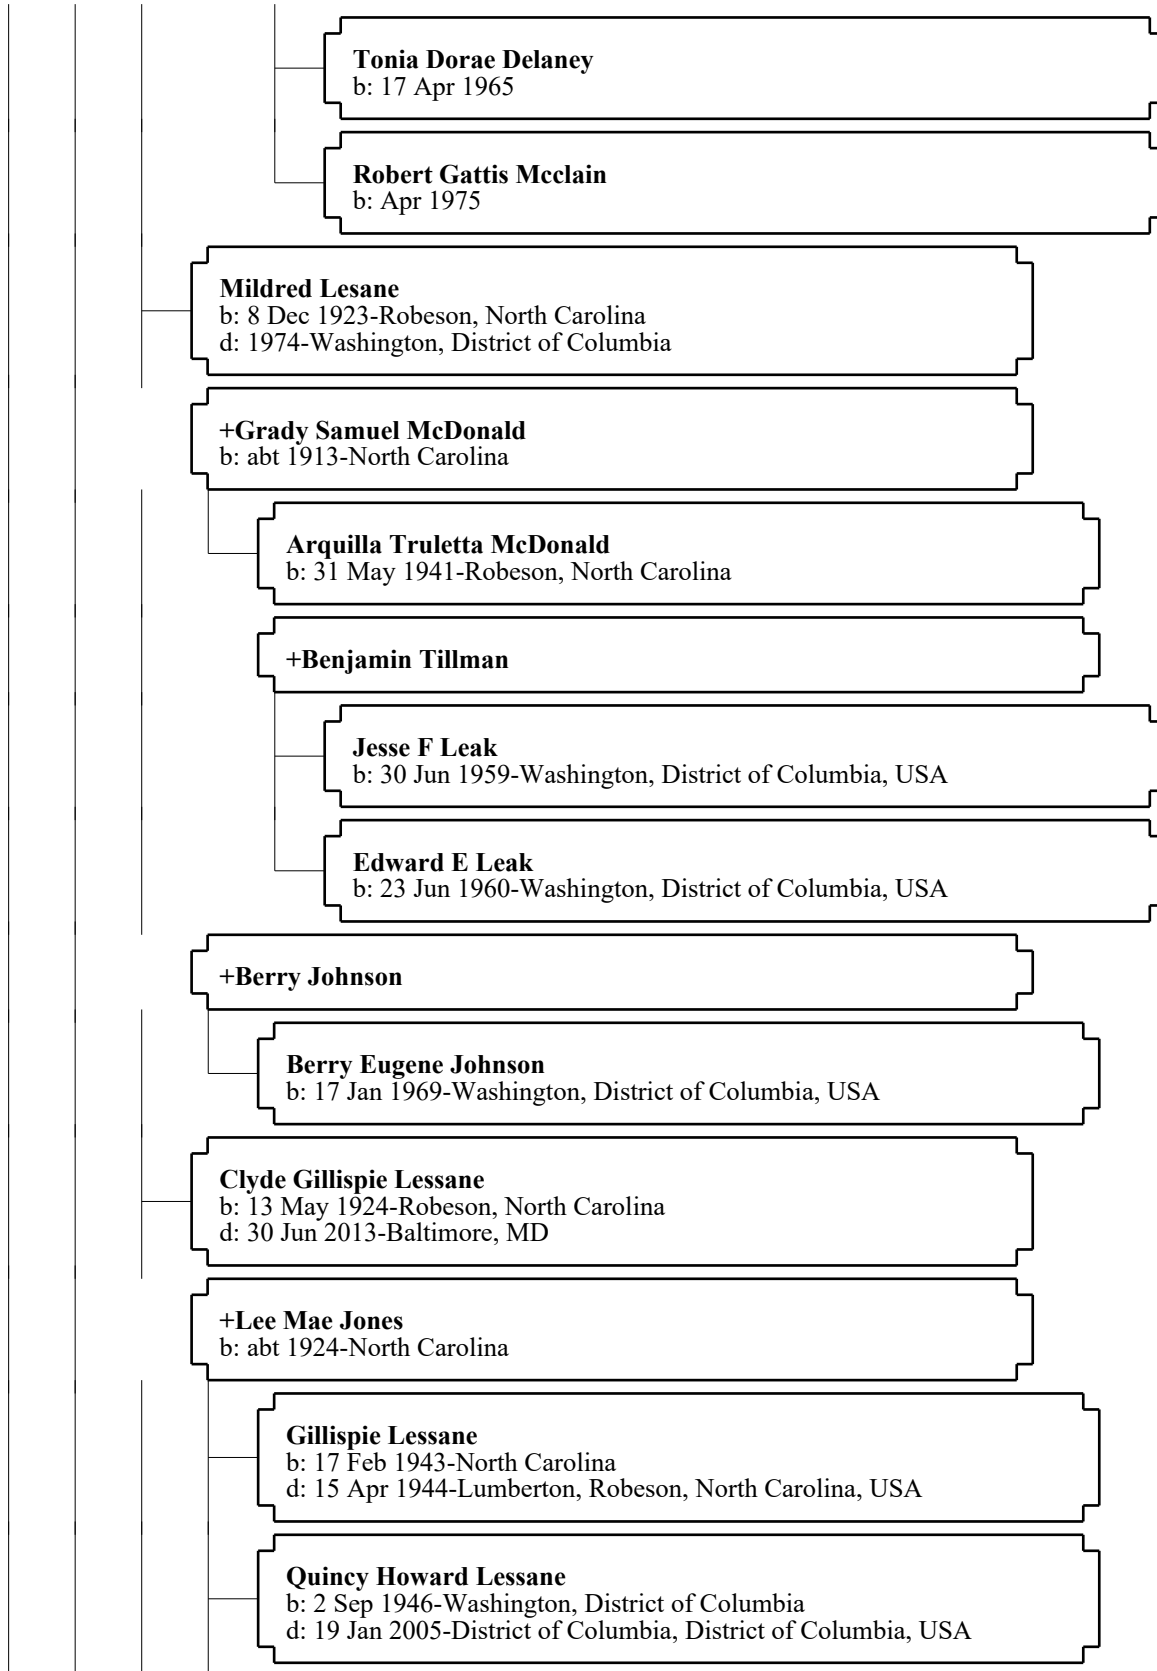 Tonia Dorae Delaney
b: 17 Apr 1965
Robert Gattis Mcclain
b: Apr 1975
Mildred Lesane
b: 8 Dec 1923-Robeson, North Carolina
d: 1974-Washington, District of Columbia
+Grady Samuel McDonald
b: abt 1913-North Carolina
Arquilla Truletta McDonald
b: 31 May 1941-Robeson, North Carolina
+Benjamin Tillman
Jesse F Leak
b: 30 Jun 1959-Washington, District of Columbia, USA
Edward E Leak
b: 23 Jun 1960-Washington, District of Columbia, USA
+Berry Johnson
Berry Eugene Johnson
b: 17 Jan 1969-Washington, District of Columbia, USA
Clyde Gillispie Lessane
b: 13 May 1924-Robeson, North Carolina
d: 30 Jun 2013-Baltimore, MD
+Lee Mae Jones
b: abt 1924-North Carolina
Gillispie Lessane
b: 17 Feb 1943-North Carolina
d: 15 Apr 1944-Lumberton, Robeson, North Carolina, USA
Quincy Howard Lessane
b: 2 Sep 1946-Washington, District of Columbia
d: 19 Jan 2005-District of Columbia, District of Columbia, USA